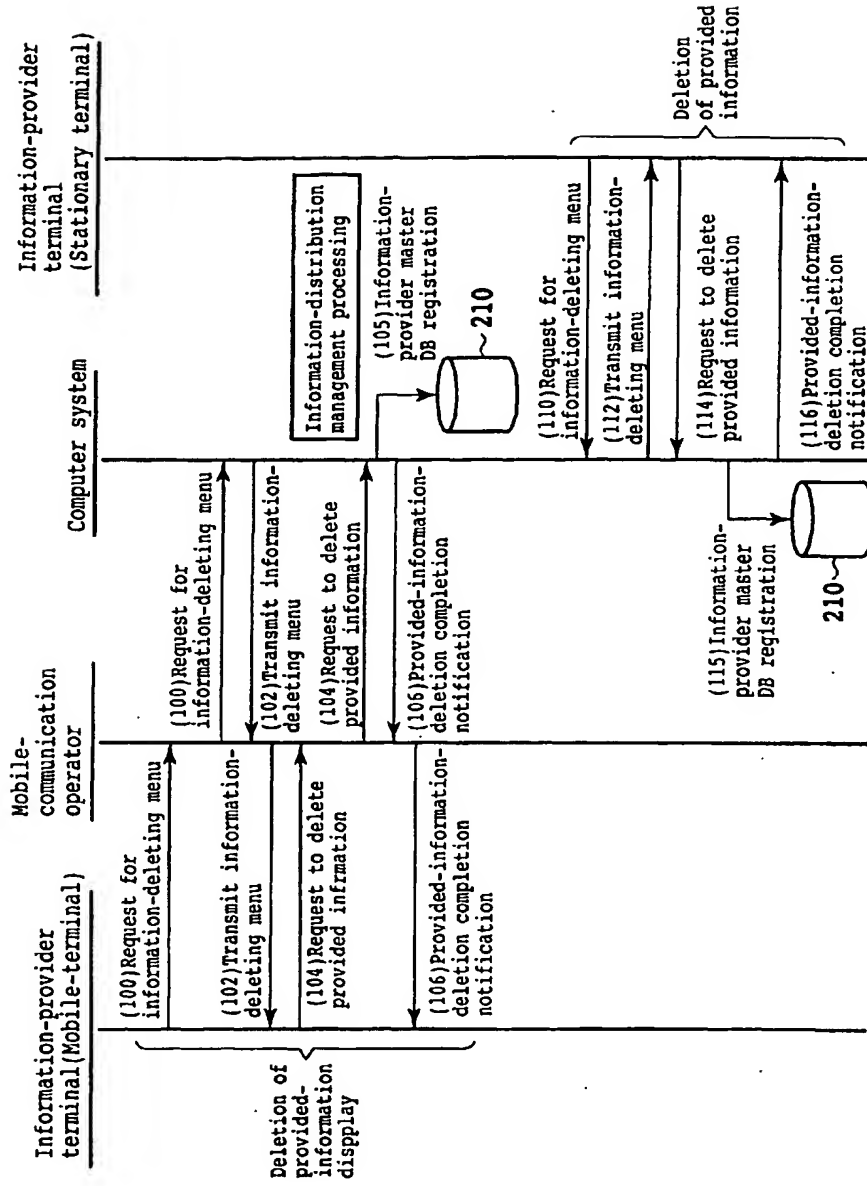 Information-provider
terminal(Mobile-terminal)
Mobile-
communication
operator
Computer system
Information-provider
terminal
(Stationary terminal)
(100)Request for
information-deleting menu
(100)Request for
information-deleting menu
(102)Transmit information-
deleting menu
(102)Transmit information-
deleting menu
(104)Request to delete
provided infrmation
(104)Request to delete
provided information
Information-distribution
management processing
(105)Information-
provider master
DB registration
210
(106)Provided-information-
deletion completion
notification
(106)Provided-information-
deletion completion
notification
Deletion of
provided-
information
dispplay
(110)Request for
information-deleting menu
(112)Transmit information-
deleting menu
(114)Request to delete
provided information
(115)Information-
provider master
DB registration
210
(116)Provided-information-
deletion completion
notification
Deletion
of provided
information